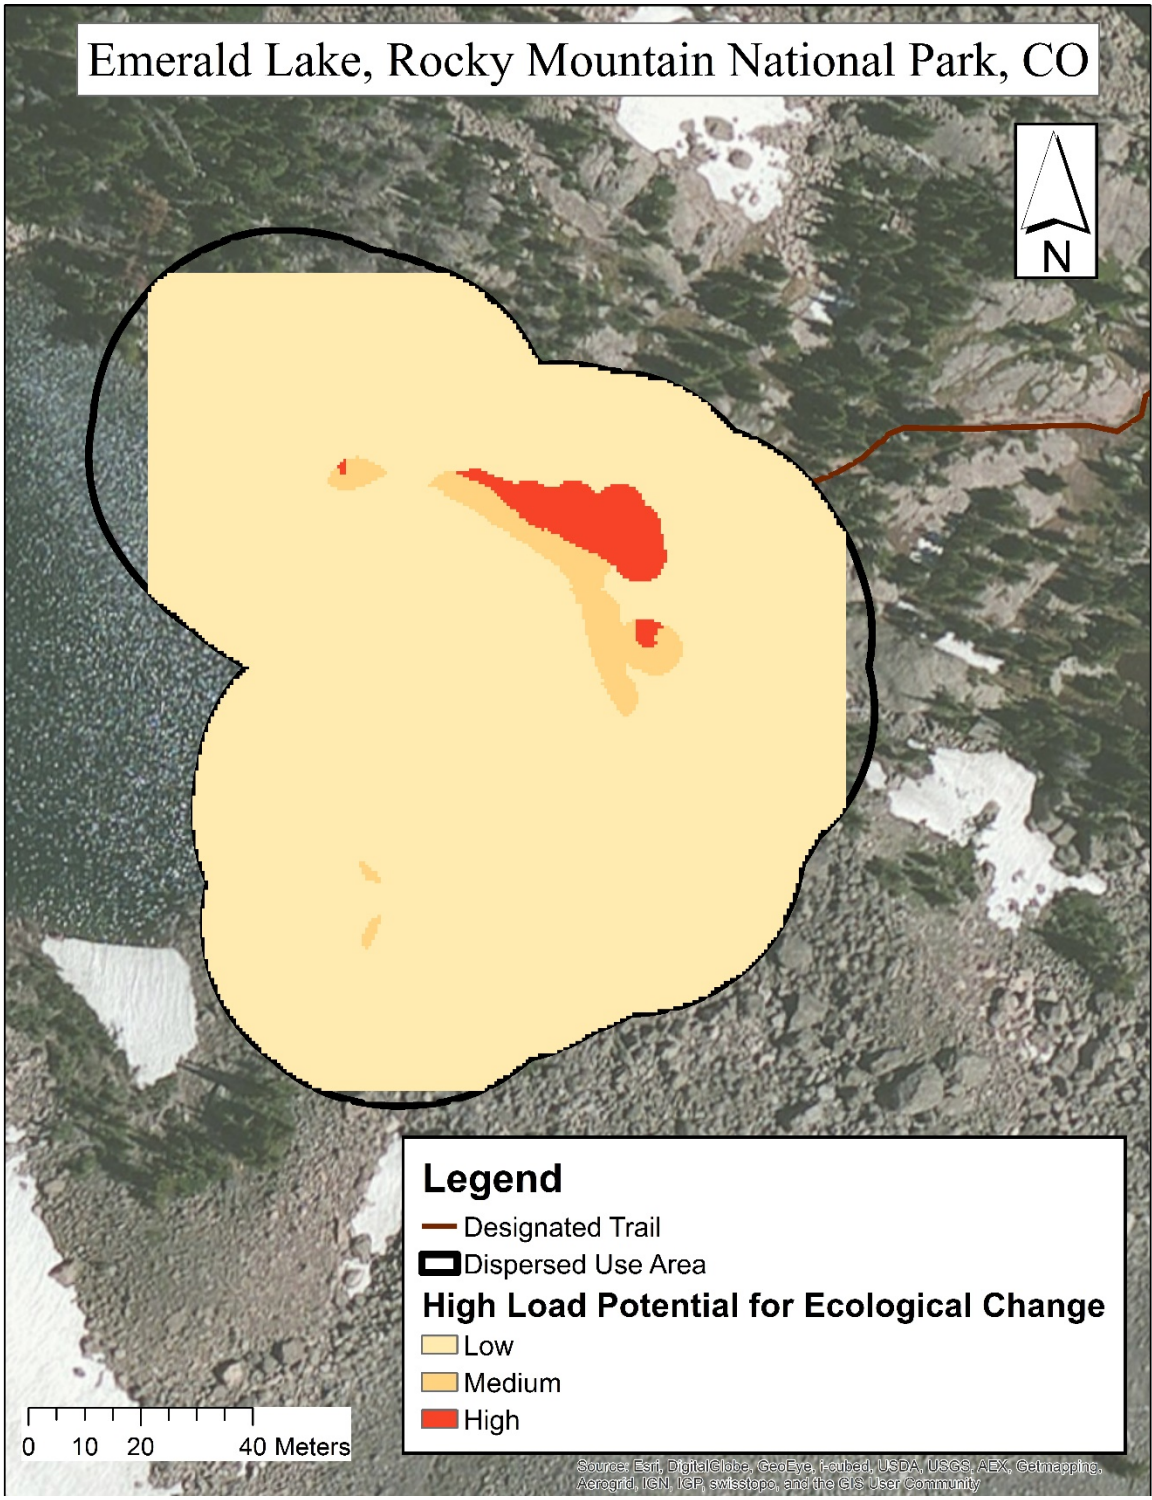 Emerald Lake, Rocky Mountain National Park, CO
N
Legend
Designated Trail
Dispersed Use Area
High Load Potential for Ecological Change
Low
Medium
High
0 10 20 40 Meters
Source: Esri, DigitalGlobe, GeoEye, i-cubed, USDA, USGS, AEX, Getmapping,
Aerogrid, IGN, IGP, swisstopo, and the GIS User Community